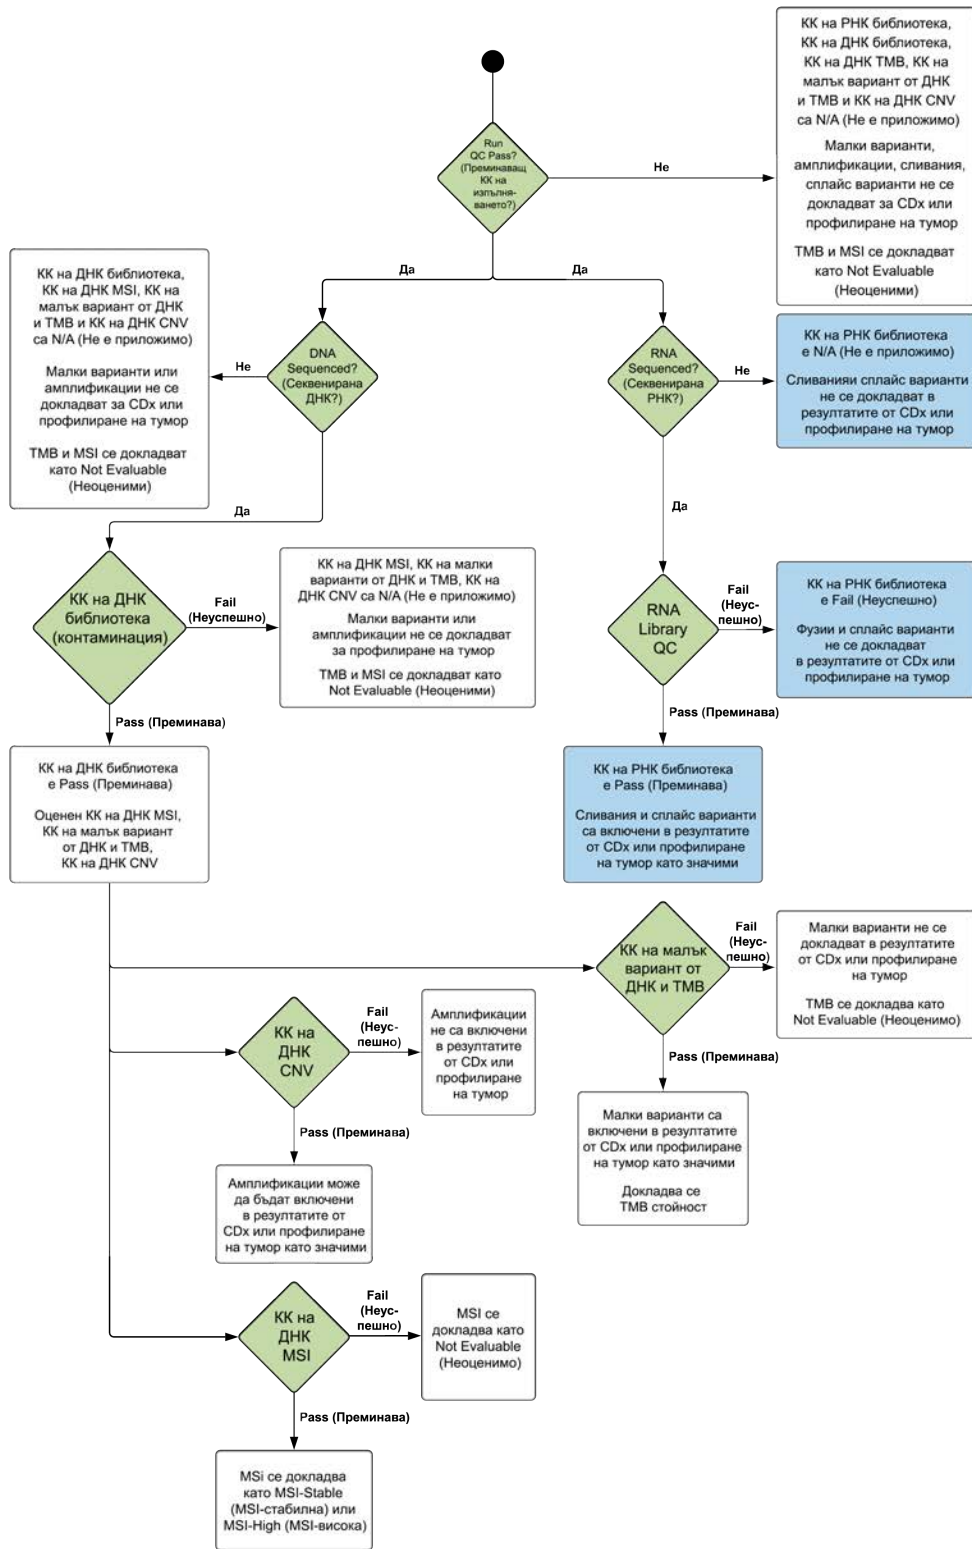 КК на РНК библиотека,
КК на ДНК библиотека,
КК на ДНК TMB, КК на
малък вариант от ДНК
и TMB и КК на ДНК CNV
са N/A (Не е приложимо)
Малки варианти,
амплификации, сливания,
сплайс варианти не се
докладват за CDx или
профилиране на тумор
TMB и MSI се докладват
като Not Evaluable
(Неоценими)
Run
QC Pass?
(Преминаващ
КК на
изпълня-
ването?)
Не
Да
Да
КК на ДНК библиотека,
КК на ДНК MSI, КК на
малък вариант от ДНК
и TMB и КК на ДНК CNV
са N/A (Не е приложимо)
Малки варианти или
амплификации не се
докладват за CDx или
профилиране на тумор
TMB и MSI се докладват
като Not Evaluable
(Неоценими)
Не
DNA
Sequenced?
(Секвенирана
ДНК?)
RNA
Sequenced?
(Секвенирана
РНК?)
Не
КК на РНК библиотека
е N/A (Не е приложимо)
Сливанияи сплайс варианти
не се докладват в
резултатите от CDx или
профилиране на тумор
Да
Да
КК на ДНК
библиотека
(контаминация)
Fail
(Неуспешно)
КК на ДНК MSI, КК на малки
варианти от ДНК и TMB, КК на
ДНК CNV са N/A (Не е приложимо)
Малки варианти или
амплификации не се докладват
за профилиране на тумор
TMB и MSI се докладват като
Not Evaluable (Неоценими)
RNA
Library
QC
Fail
(Неус-
пешно)
КК на РНК библиотека
е Fail (Неуспешно)
Фузии и сплайс варианти
не се докладват
в резултатите от CDx или
профилиране на тумор
Pass (Преминава)
Pass (Преминава)
КК на ДНК библиотека
е Pass (Преминава)
Оценен КК на ДНК MSI,
КК на малък вариант
от ДНК и TMB,
КК на ДНК CNV
КК на РНК библиотека
е Pass (Преминава)
Сливания и сплайс варианти
са включени в резултатите
от CDx или профилиране
на тумор като значими
КК на малък
вариант от
ДНК и TMB
Fail
(Неус-
пешно)
Малки варианти не се
докладват в резултатите
от CDx или профилиране
на тумор
TMB се докладва като
Not Evaluable (Неоценимо)
КК на
ДНК
CNV
Fail
(Неус-
пешно)
Амплификации
не са включени
в резултатите
от CDx или
профилиране
на тумор
Pass (Преминава)
Малки варианти са
включени в резултатите
от CDx или профилиране
на тумор като значими
Докладва се
TMB стойност
Pass (Преминава)
Амплификации може
да бъдат включени
в резултатите от
CDx или профилиране
на тумор като значими
КК на
ДНК
MSI
Fail
(Неус-
пешно)
MSI се
докладва като
Not Evaluable
(Неоценимо)
Pass (Преминава)
MSi се докладва
като MSI-Stable
(MSI-стабилна) или
MSI-High (MSI-висока)